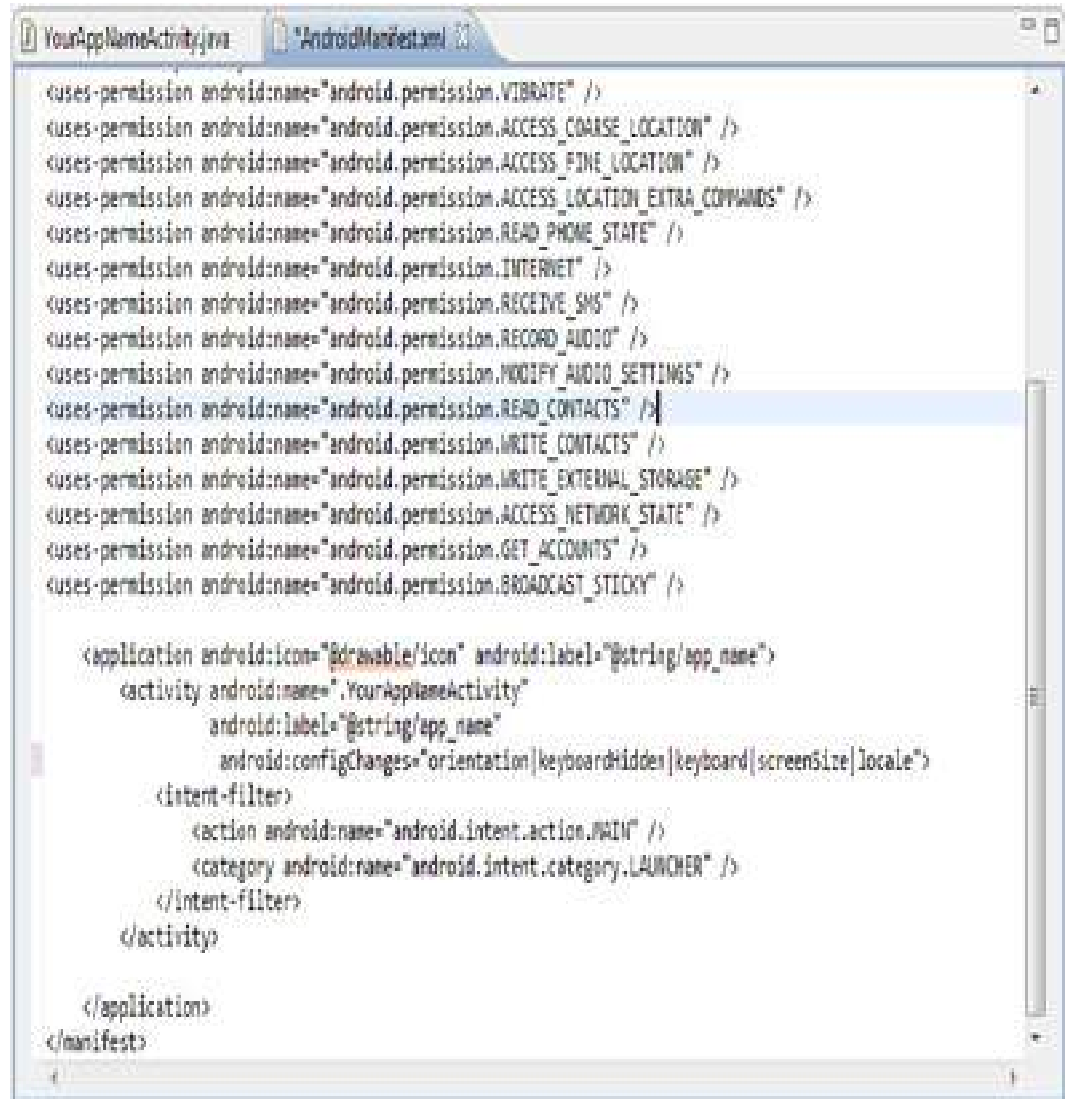 YourAppNameActivity.java
*AndroidManifest.xml
<uses-permission android:name="android.permission.VIBRATE" />
<uses-permission android:name="android.permission.ACCESS_COARSE_LOCATION" />
<uses-permission android:name="android.permission.ACCESS_FINE_LOCATION" />
<uses-permission android:name="android.permission.ACCESS_LOCATION_EXTRA_COMMANDS" />
<uses-permission android:name="android.permission.READ_PHONE_STATE" />
<uses-permission android:name="android.permission.INTERNET" />
<uses-permission android:name="android.permission.RECEIVE_SMS" />
<uses-permission android:name="android.permission.RECORD_AUDIO" />
<uses-permission android:name="android.permission.MODIFY_AUDIO_SETTINGS" />
<uses-permission android:name="android.permission.READ_CONTACTS" />
<uses-permission android:name="android.permission.WRITE_CONTACTS" />
<uses-permission android:name="android.permission.WRITE_EXTERNAL_STORAGE" />
<uses-permission android:name="android.permission.ACCESS_NETWORK_STATE" />
<uses-permission android:name="android.permission.GET_ACCOUNTS" />
<uses-permission android:name="android.permission.BROADCAST_STICKY" />
<application android:icon="@drawable/icon" android:label="@string/app_name">
<activity android:name=".YourAppNameActivity"
android:label="@string/app_name"
android:configChanges="orientation|keyboardHidden|keyboard|screenSize|locale">
<intent-filter>
<action android:name="android.intent.action.MAIN" />
<category android:name="android.intent.category.LAUNCHER" />
</intent-filter>
</activity>
</application>
</manifest>